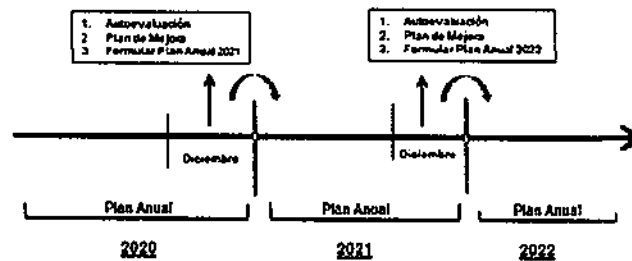 1. Autoevaluación
2 Plan de Mejora
3 Formular Plan Anual 2021
1. Autoevaluación
2. Plan de Mejora
3. Formular Plan Anual 2022
Diciembre
Diciembre
Plan Anual
Plan Anual
Plan Anual
2020
2021
2022